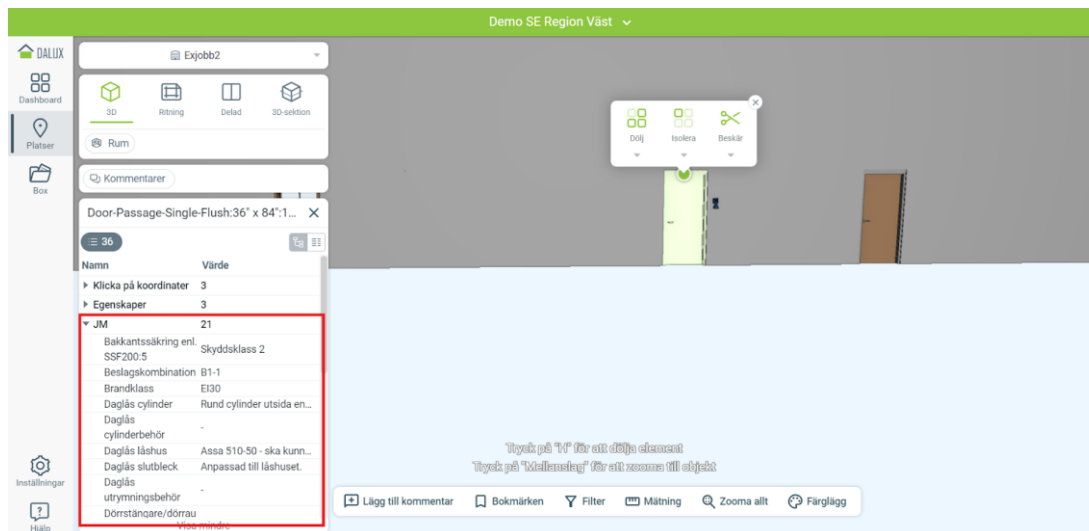 Demo SE Region Väst
DALUX
Dashboard
Platser
Box
Inställningar
Hjälp
Exjobb2
3D
Ritning
Delad
3D-sektion
Rum
Kommentarer
Door-Passage-Single-Flush:36" x 84":1...
36
Namn Värde
Klicka på koordinater 3
Egenskaper 3
JM 21
Bakkantssäkring enl.
SSF200:5
Skyddsklass 2
Beslagskombination B1-1
Brandklass EI30
Daglås cylinder Rund cylinder utsida en...
Daglås
cylinderbehör
-
Daglås låshus Assa 510-50 - ska kunn...
Daglås slutbleck Anpassad till låshuset.
Daglås
utrymningsbehör
-
Dörrstängare/dörrau
Visa mindre
Dölj
Isolera
Beskär
Tryck på "H" för att dölja element
Tryck på "Mellanslag" för att zooma till objekt
Lägg till kommentar
Bokmärken
Filter
Mätning
Zooma allt
Färglägg